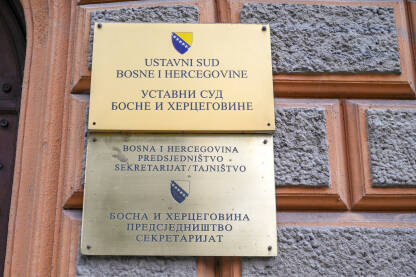 USTAVNI SUD
BOSNE I HERCEGOVINE
УСТАВНИ СУД
БОСНЕ И ХЕРЦЕГОВИНЕ
BOSNA I HERCEGOVINA
PREDSJEDNIŠTVO
SEKRETARIJAT/TAJNIŠTVO
БОСНА И ХЕРЦЕГОВИНА
ПРЕДСЈЕДНИШТВО
СЕКРЕТАРИЈАТ